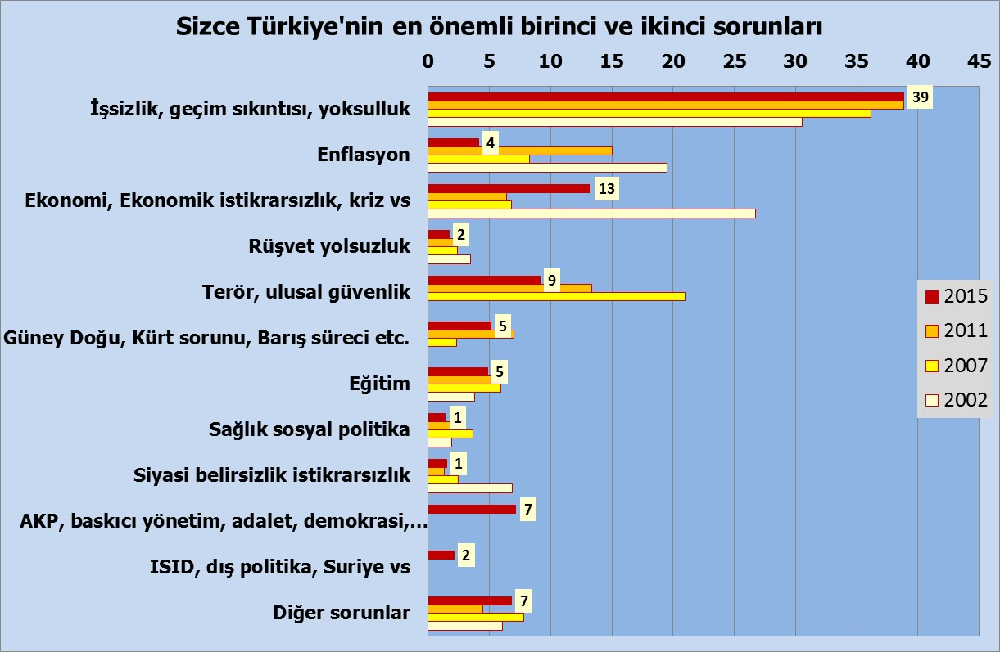 Sizce Türkiye'nin en önemli birinci ve ikinci sorunları
0 5 10 15 20 25 30 35 40 45
İşsizlik, geçim sıkıntısı, yoksulluk 39
Enflasyon 4
Ekonomi, Ekonomik istikrarsızlık, kriz vs 13
Rüşvet yolsuzluk 2
Terör, ulusal güvenlik 9
Güney Doğu, Kürt sorunu, Barış süreci etc. 5
Eğitim 5
Sağlık sosyal politika 1
Siyasi belirsizlik istikrarsızlık 1
AKP, baskıcı yönetim, adalet, demokrasi,... 7
ISID, dış politika, Suriye vs 2
Diğer sorunlar 7
2015
2011
2007
2002